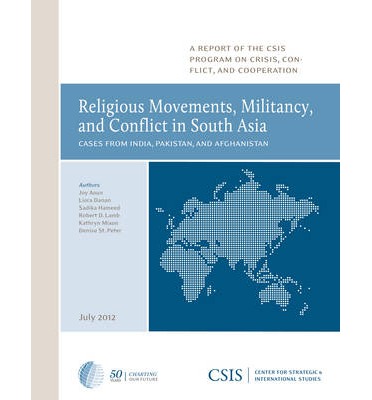 A REPORT OF THE CSIS
PROGRAM ON CRISIS, CON-
FLICT, AND COOPERATION
Religious Movements, Militancy,
and Conflict in South Asia
CASES FROM INDIA, PAKISTAN, AND AFGHANISTAN
Authors
Joy Aoun
Liora Danan
Sadika Hameed
Robert D. Lamb
Kathryn Mixon
Denise St. Peter
July 2012
50 YEARS
CHARTING
OUR FUTURE
CSIS
CENTER FOR STRATEGIC &
INTERNATIONAL STUDIES